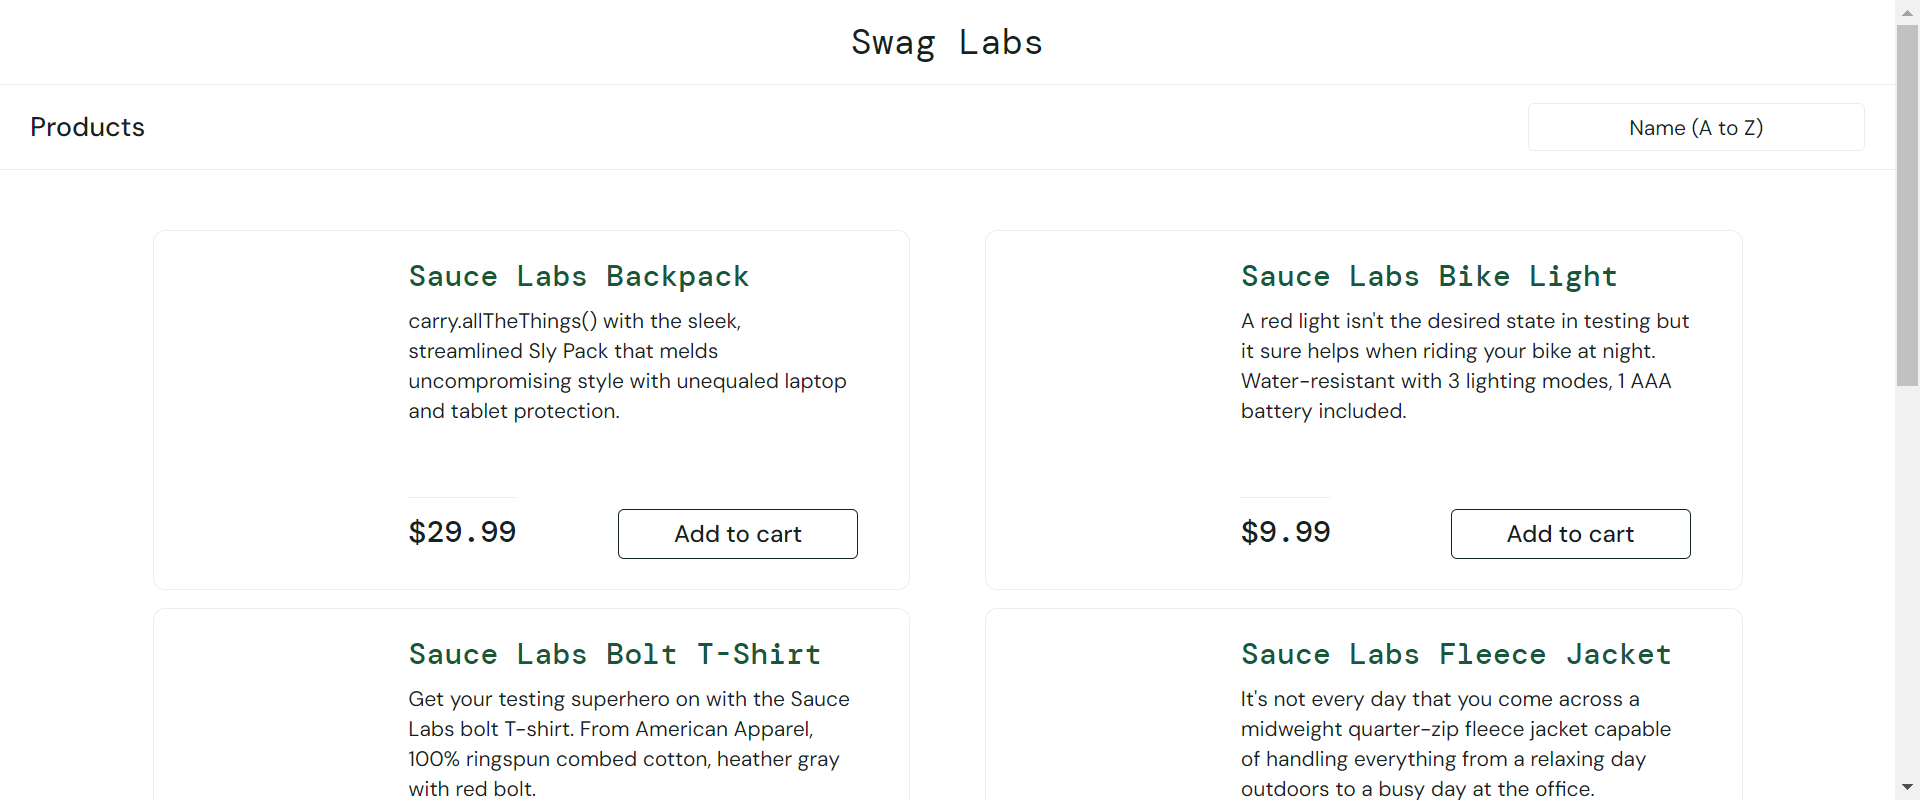 Swag Labs
Products
Name (A to Z)
Sauce Labs Backpack
carry.allTheThings() with the sleek,
streamlined Sly Pack that melds
uncompromising style with unequaled laptop
and tablet protection.
$29.99
Add to cart
Sauce Labs Bike Light
A red light isn't the desired state in testing but
it sure helps when riding your bike at night.
Water-resistant with 3 lighting modes, 1 AAA
battery included.
$9.99
Add to cart
Sauce Labs Bolt T-Shirt
Get your testing superhero on with the Sauce
Labs bolt T-shirt. From American Apparel,
100% ringspun combed cotton, heather gray
with red bolt.
Sauce Labs Fleece Jacket
It's not every day that you come across a
midweight quarter-zip fleece jacket capable
of handling everything from a relaxing day
outdoors to a busy day at the office.